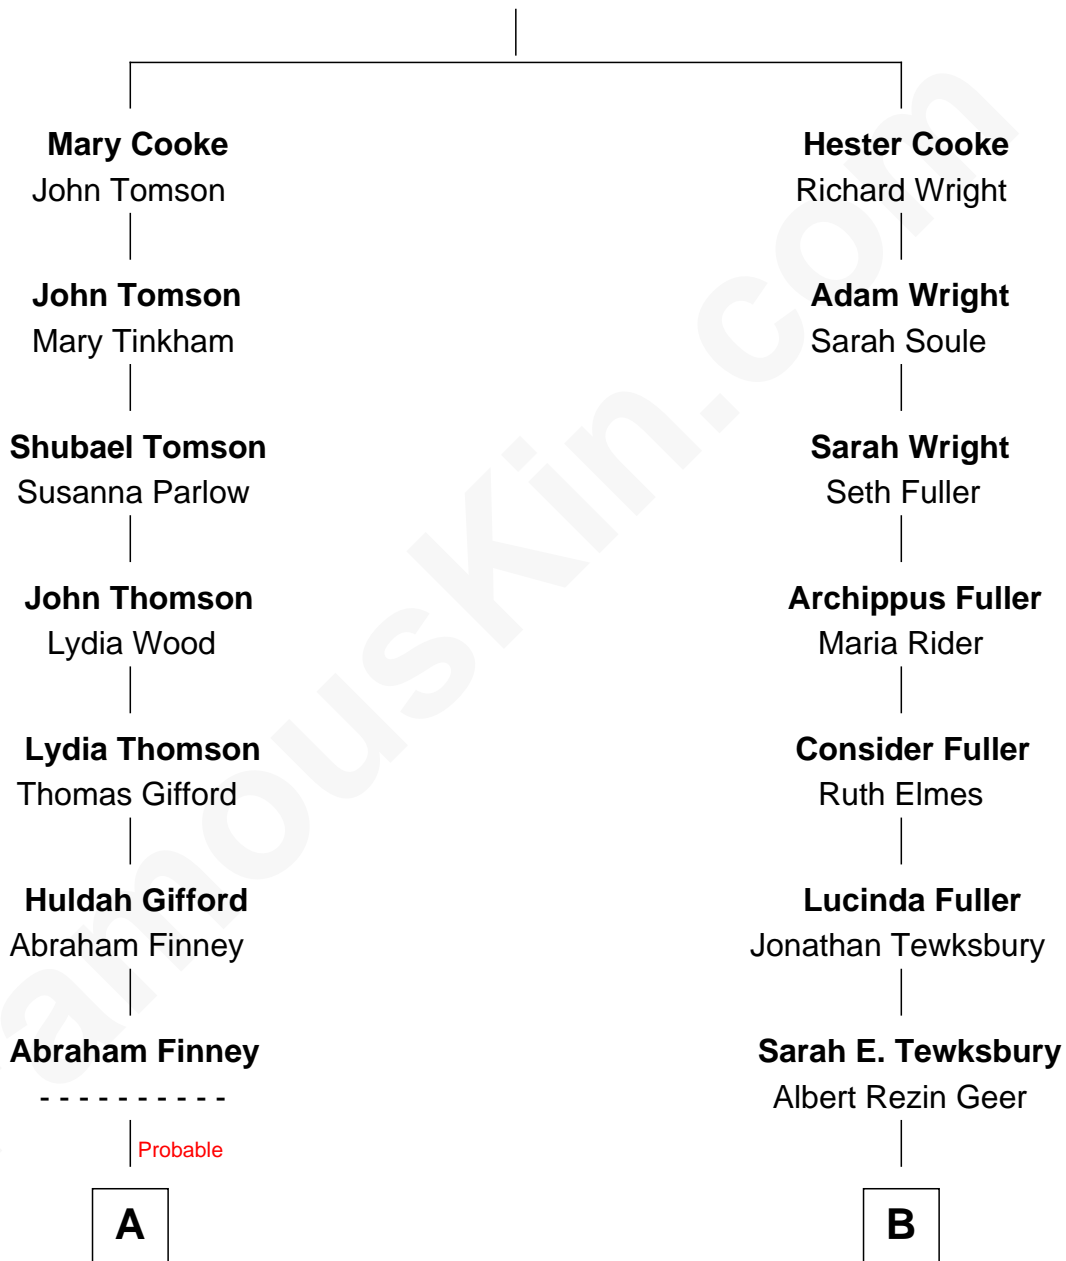 Mary Cooke
John Tomson
Hester Cooke
Richard Wright
John Tomson
Mary Tinkham
Adam Wright
Sarah Soule
Shubael Tomson
Susanna Parlow
Sarah Wright
Seth Fuller
John Thomson
Lydia Wood
Archippus Fuller
Maria Rider
Lydia Thomson
Thomas Gifford
Consider Fuller
Ruth Elmes
Huldah Gifford
Abraham Finney
Lucinda Fuller
Jonathan Tewksbury
Abraham Finney
- - - - - - - - - -
Sarah E. Tewksbury
Albert Rezin Geer
Probable
A
B
amousKin.com